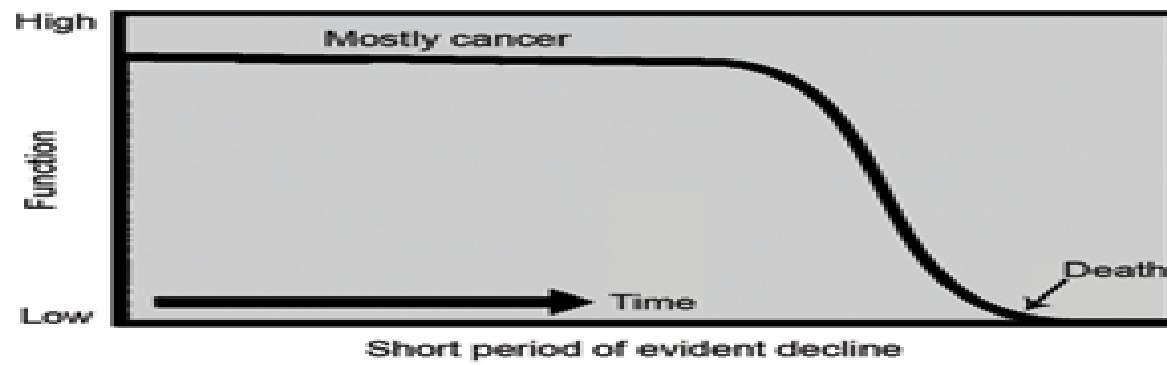 High
Mostly cancer
Function
Death
Time
Low
Short period of evident decline